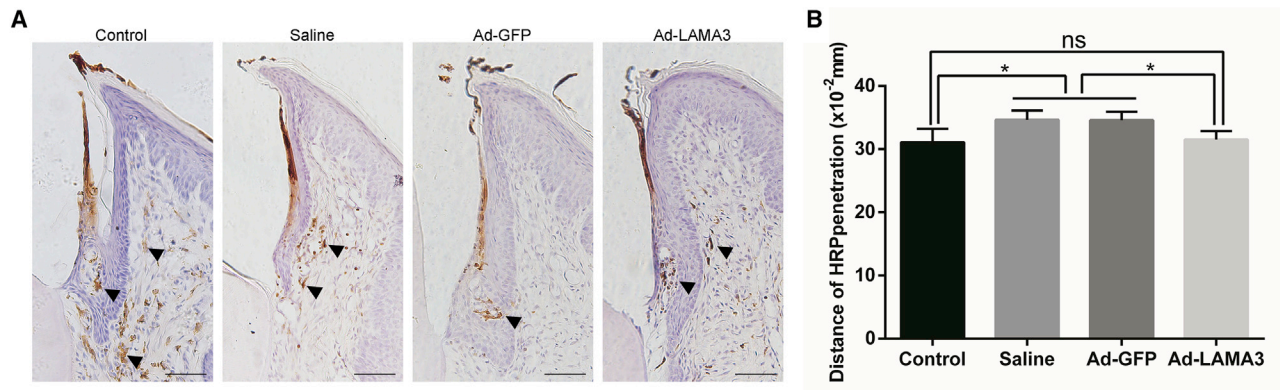 A
Control
Saline
Ad-GFP
Ad-LAMA3
B
Distance of HRPpenetration (x10⁻²mm)
ns
*
*
40
30
20
10
0
Control
Saline
Ad-GFP
Ad-LAMA3